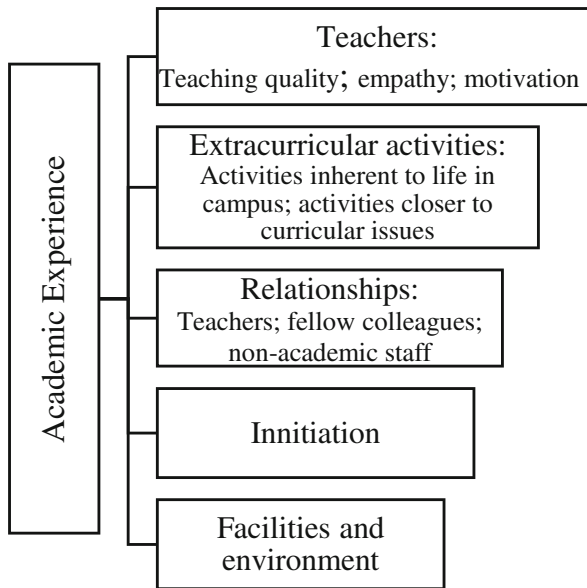 Academic Experience
Teachers:
Teaching quality; empathy; motivation
Extracurricular activities:
Activities inherent to life in
campus; activities closer to
curricular issues
Relationships:
Teachers; fellow colleagues;
non-academic staff
Innitiation
Facilities and
environment